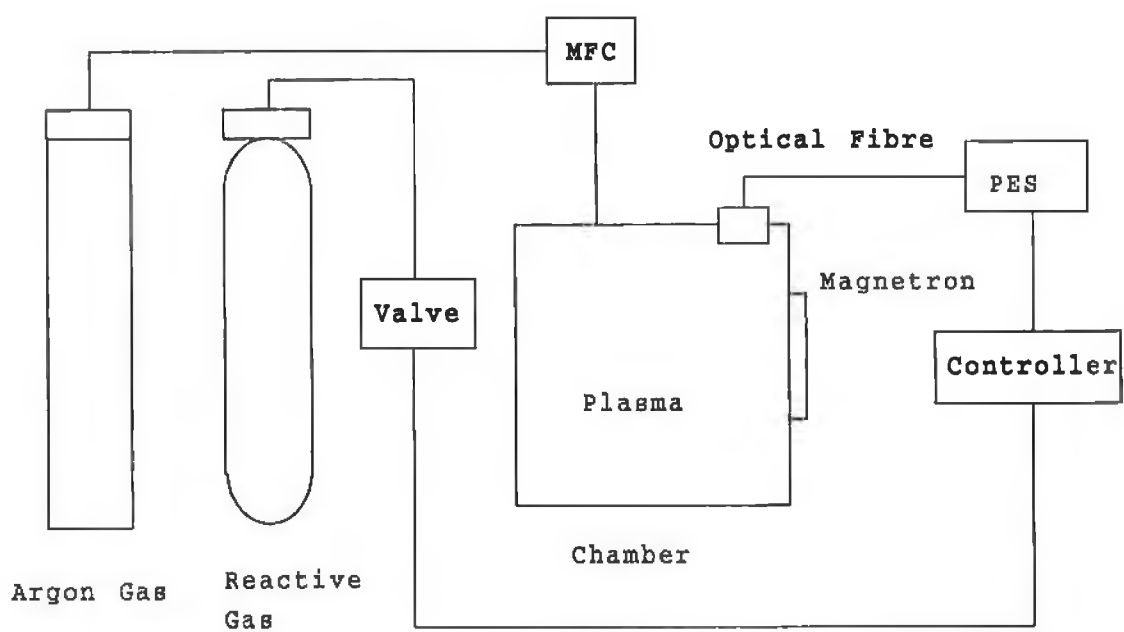 MFC
Optical Fibre
PES
Magnetron
Valve
Controller
Plasma
Chamber
Argon Gas
Reactive
Gas